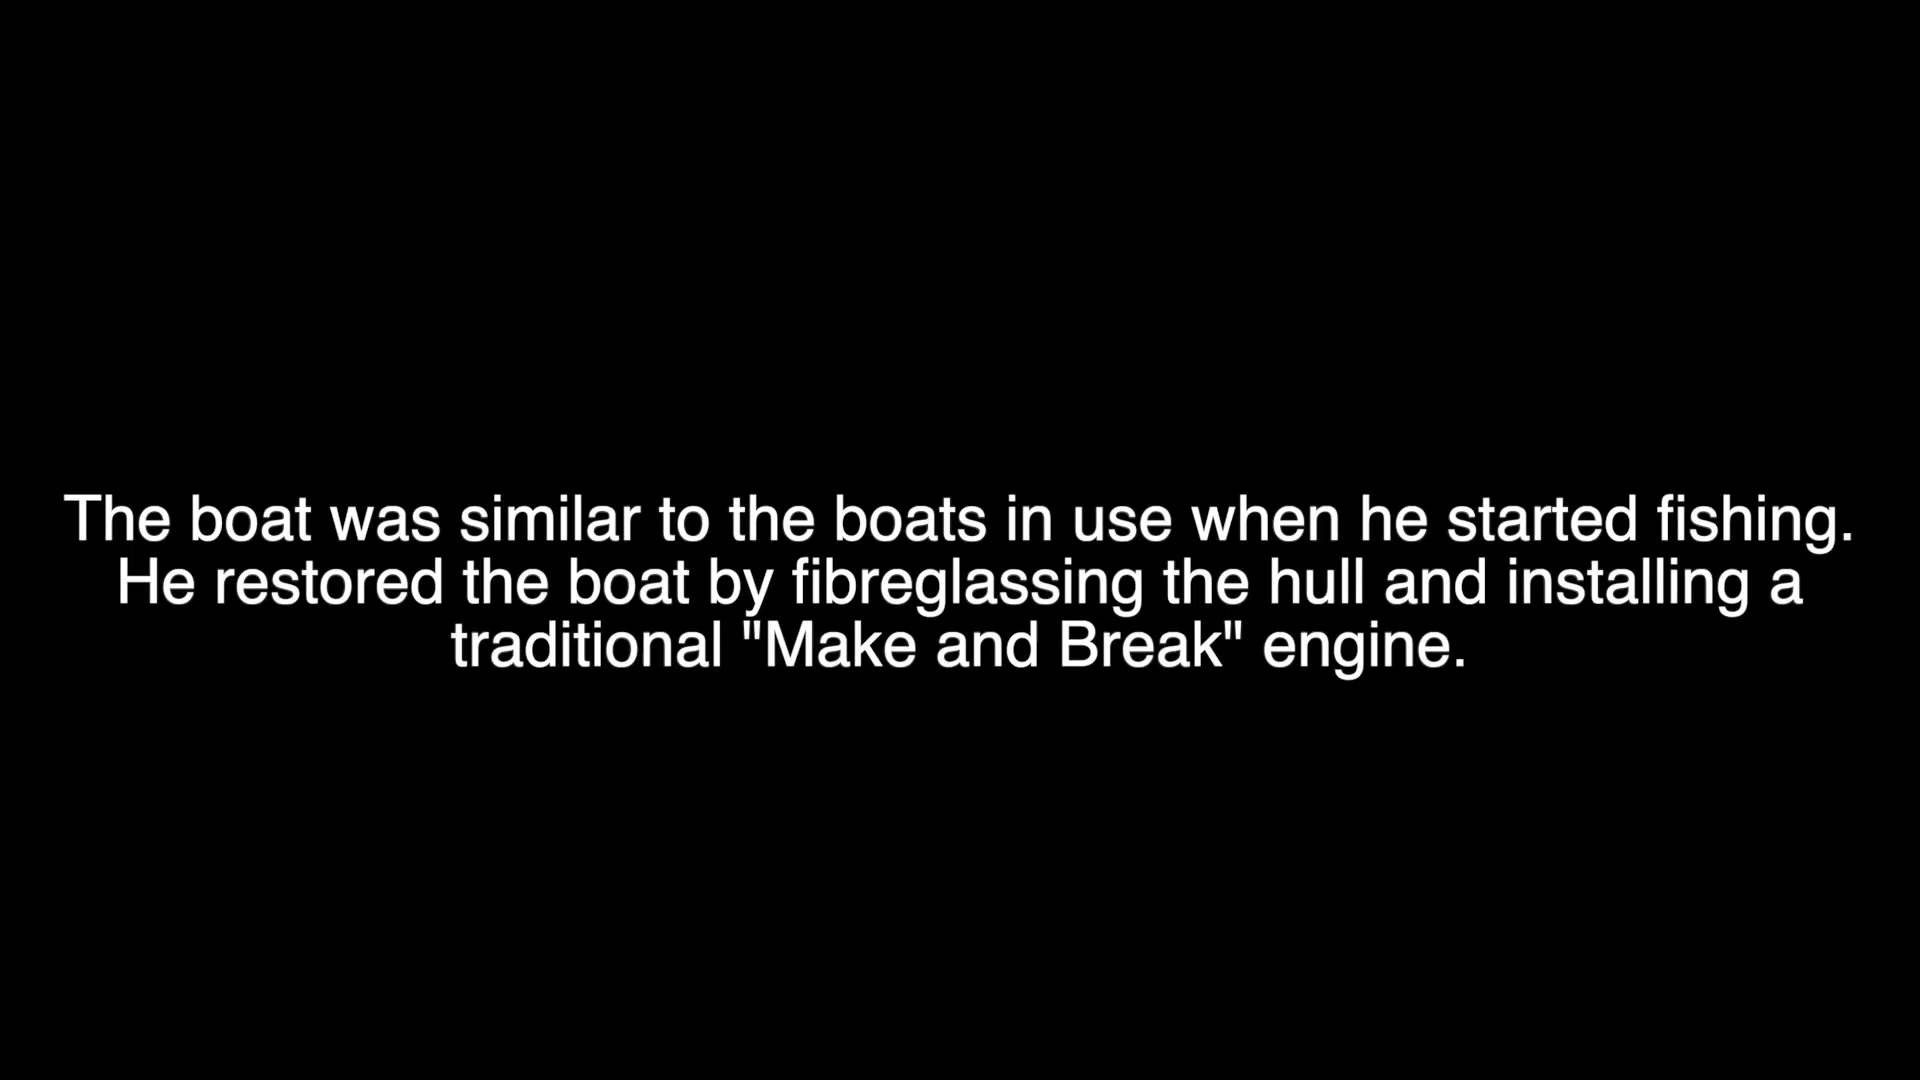 The boat was similar to the boats in use when he started fishing.
He restored the boat by fibreglassing the hull and installing a
traditional "Make and Break" engine.